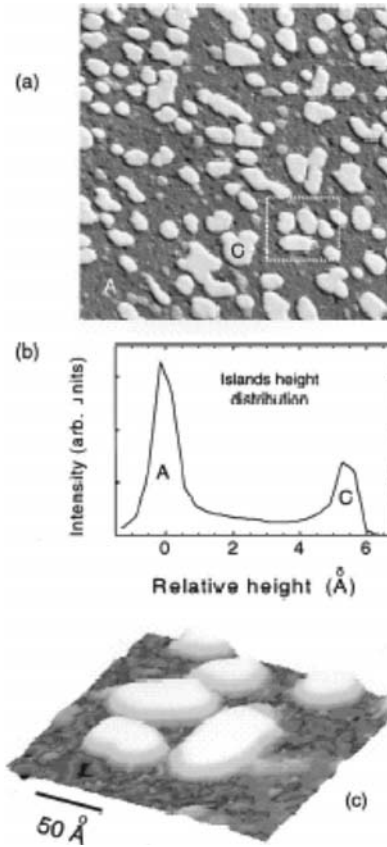 (a)
C
A
(b)
Intensity (arb. units)
Islands height
distribution
A
C
0
2
4
6
Relative height (Å)
(c)
50 Å